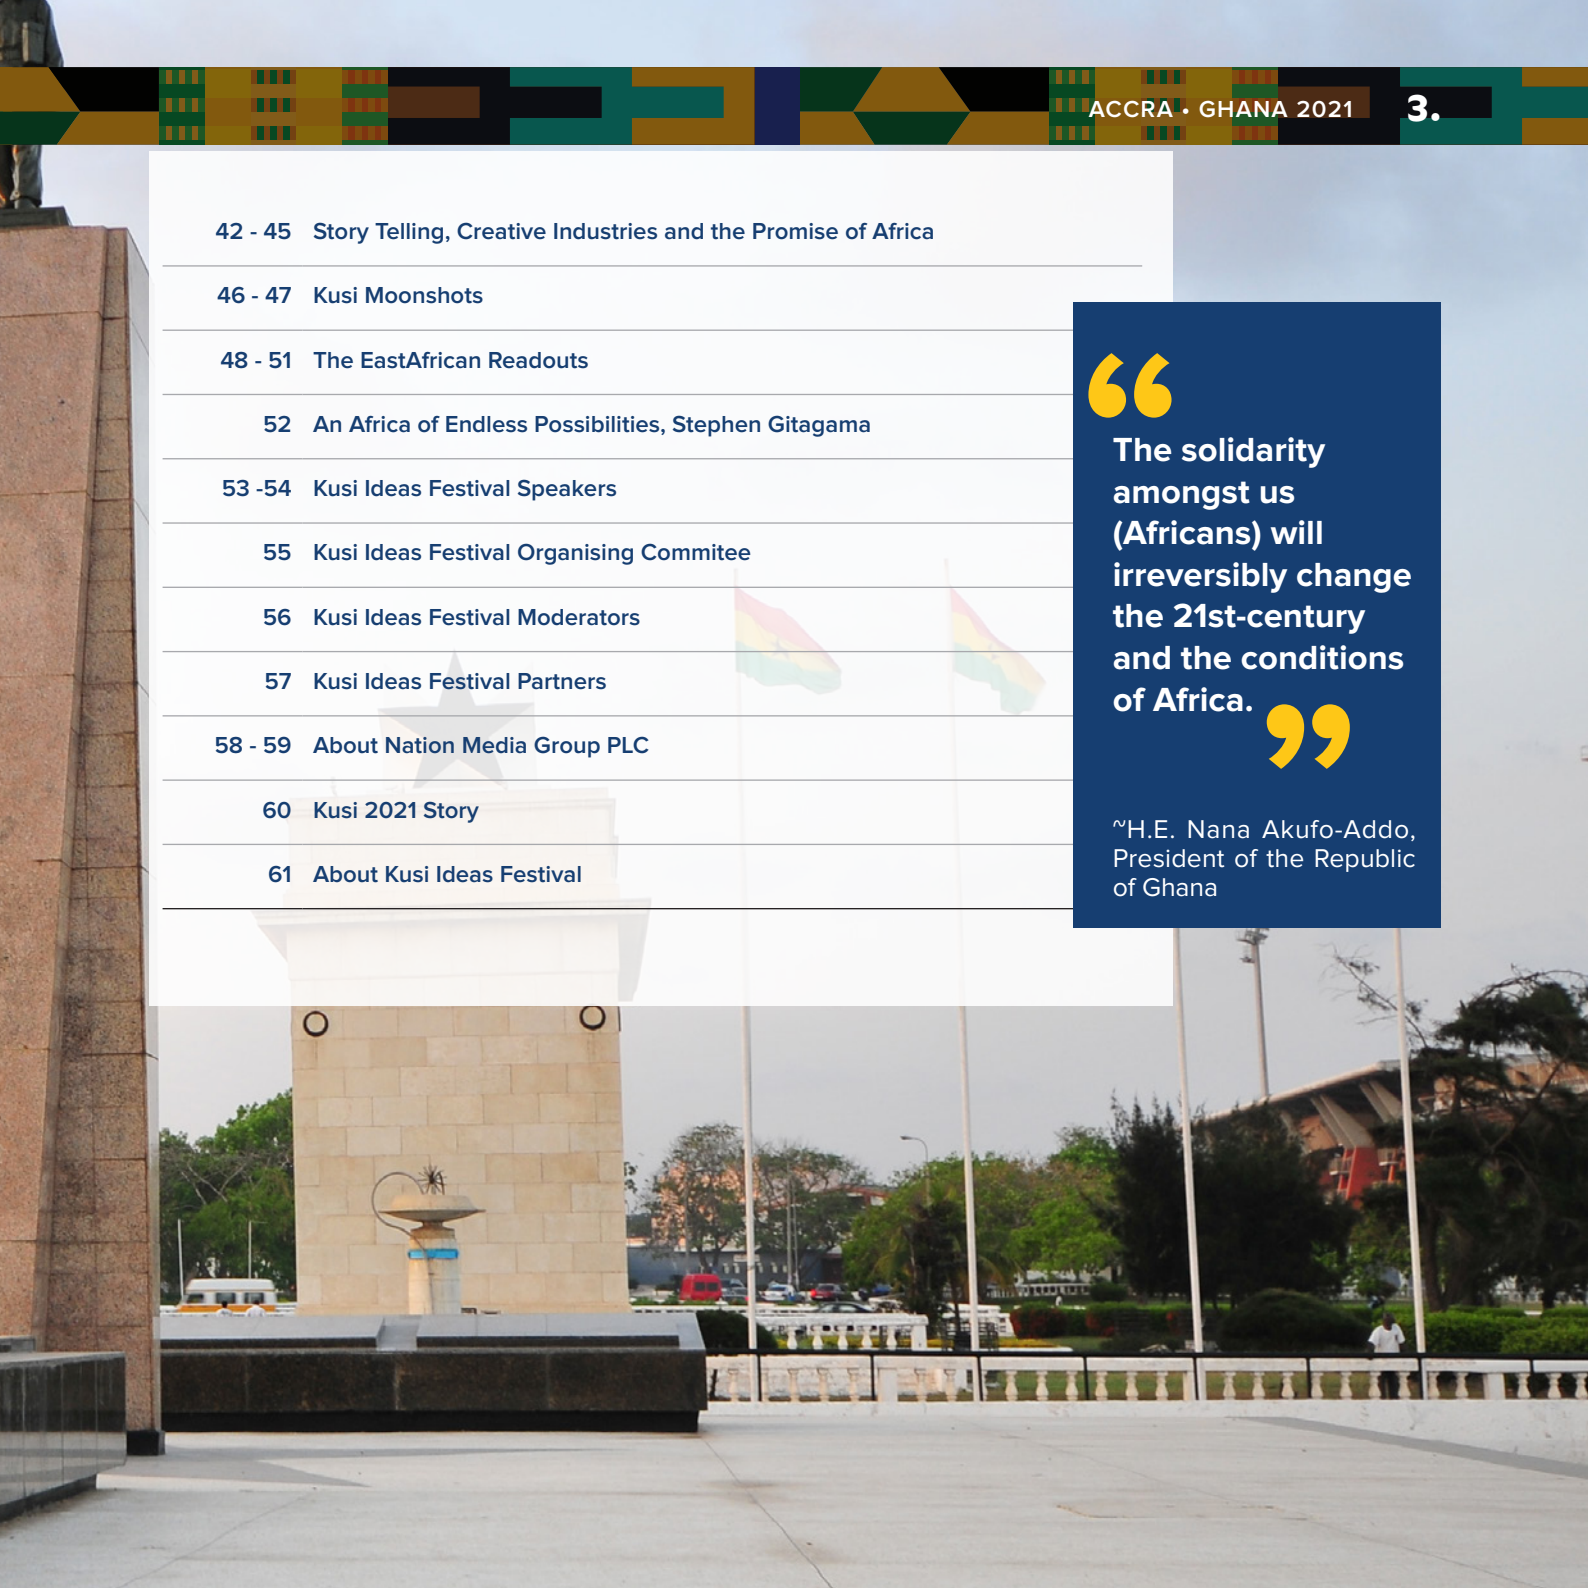 ACCRA • GHANA 2021 3.
42 - 45 Story Telling, Creative Industries and the Promise of Africa
46 - 47 Kusi Moonshots
48 - 51 The EastAfrican Readouts
52 An Africa of Endless Possibilities, Stephen Gitagama
53 -54 Kusi Ideas Festival Speakers
55 Kusi Ideas Festival Organising Commitee
56 Kusi Ideas Festival Moderators
57 Kusi Ideas Festival Partners
58 - 59 About Nation Media Group PLC
60 Kusi 2021 Story
61 About Kusi Ideas Festival
“
The solidarity
amongst us
(Africans) will
irreversibly change
the 21st-century
and the conditions
of Africa. ”
~H.E. Nana Akufo-Addo,
President of the Republic
of Ghana